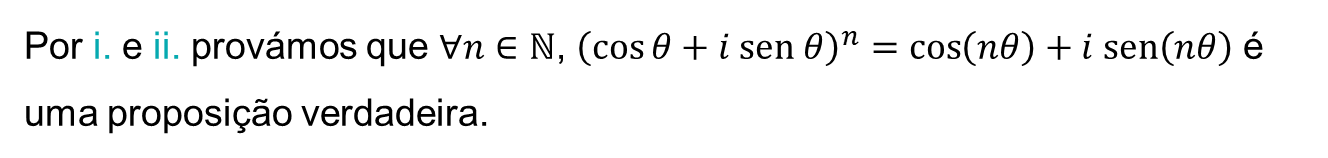 Por i. e ii. provámos que ∀𝑛 ∈ ℕ, (cos 𝜃 + 𝑖 sen 𝜃)ⁿ = cos(𝑛𝜃) + 𝑖 sen(𝑛𝜃) é
uma proposição verdadeira.